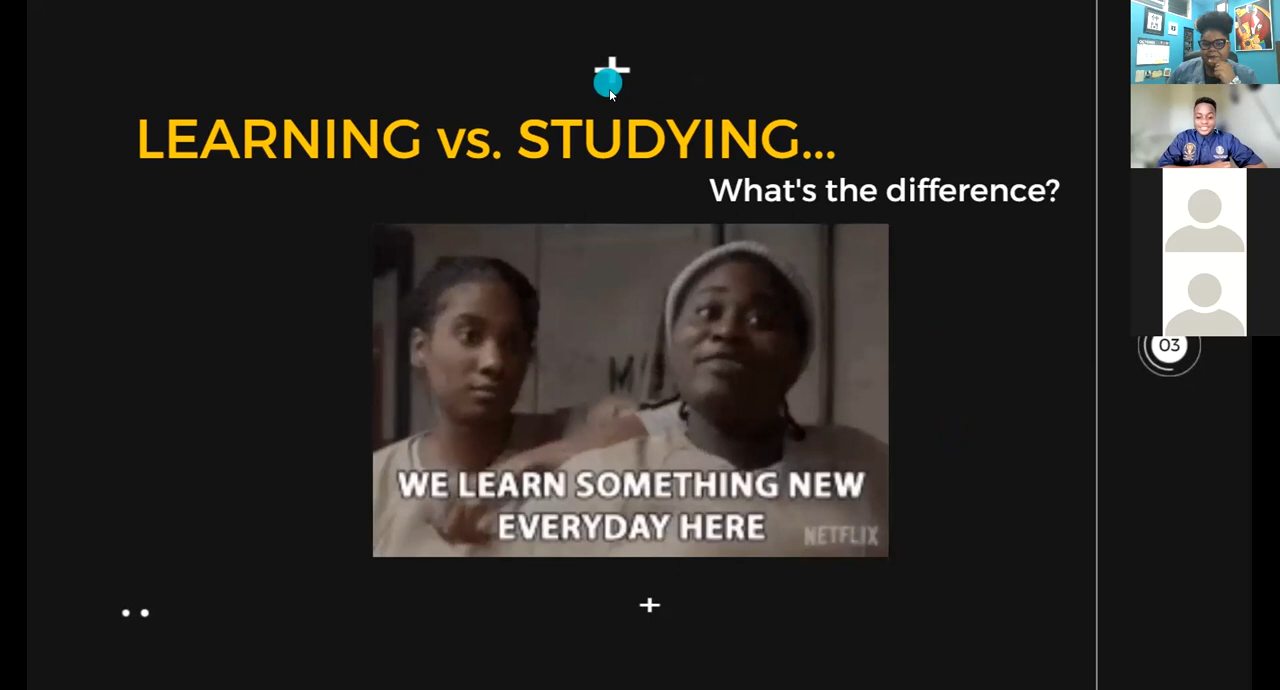 LEARNING vs. STUDYING...
What's the difference?
WE LEARN SOMETHING NEW
EVERYDAY HERE
NETFLIX
03